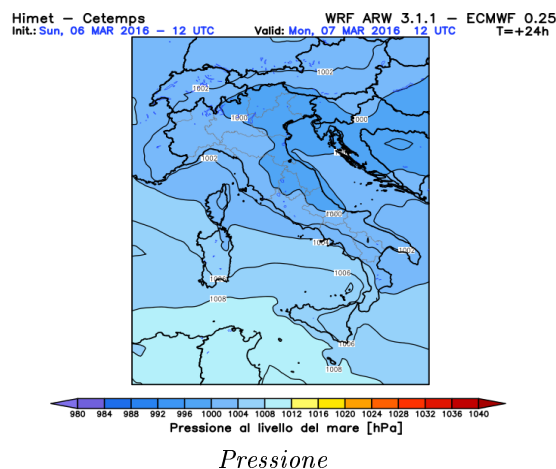 Himet – Cetemps WRF ARW 3.1.1 – ECMWF 0.25
Init.: Sun, 06 MAR 2016 – 12 UTC Valid: Mon, 07 MAR 2016 12 UTC T=+24h
1002
1002
1000
1000
1002
1000
1002
1006
1008
1006
1008
980 984 988 992 996 1000 1004 1008 1012 1016 1020 1024 1028 1032 1036 1040
Pressione al livello del mare [hPa]
Pressione